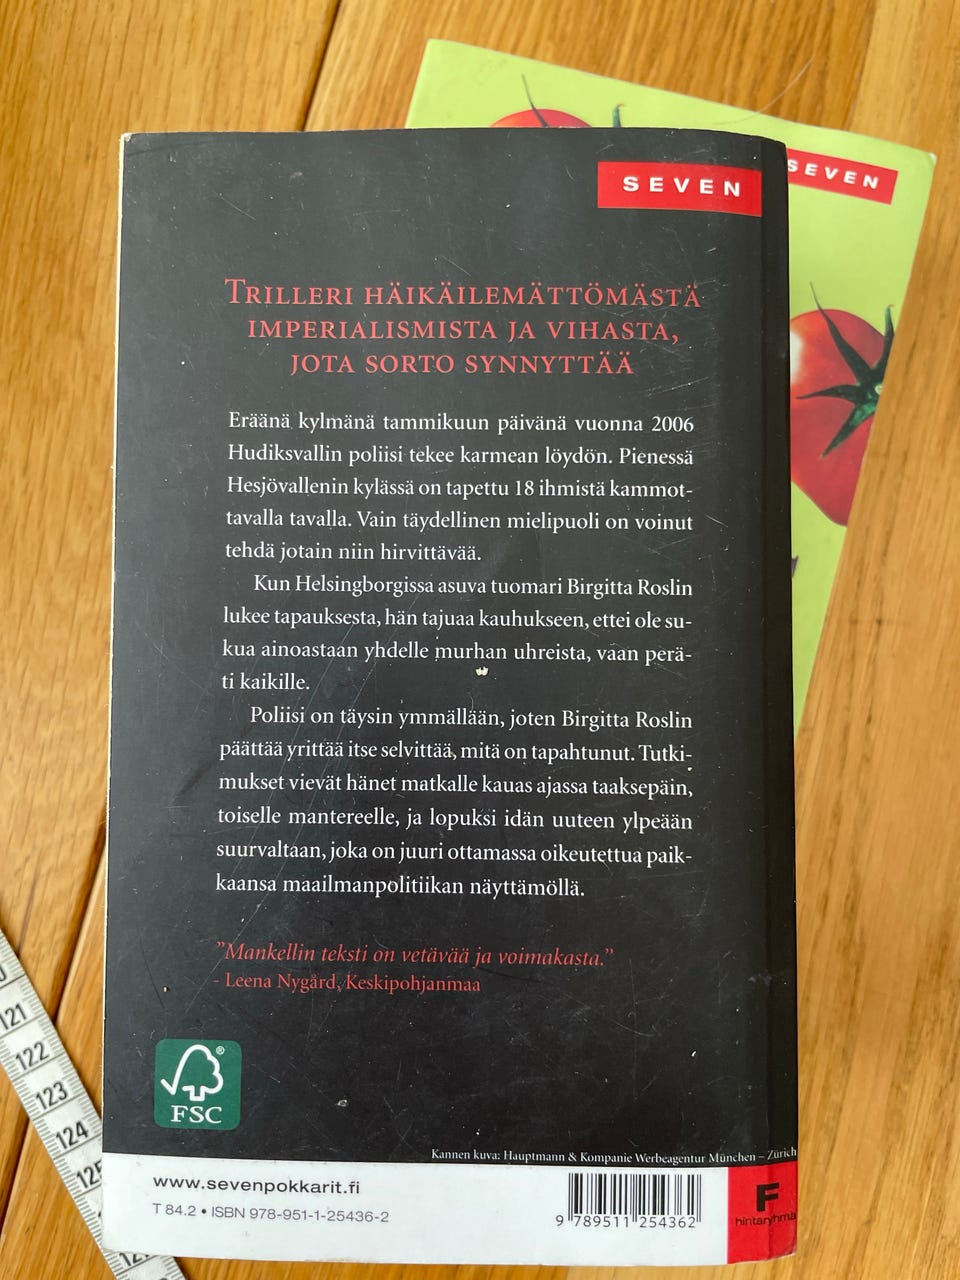 SEVEN
SEVEN
TRILLERI HÄIKÄILEMÄTTÖMÄSTÄ
IMPERIALISMISTA JA VIHASTA,
JOTA SORTO SYNNYTTÄÄ
Eräänä kylmänä tammikuun päivänä vuonna 2006
Hudiksvallin poliisi tekee karmean löydön. Pienessä
Hesjövallenin kylässä on tapettu 18 ihmistä kammot-
tavalla tavalla. Vain täydellinen mielipuoli on voinut
tehdä jotain niin hirvittävää.
Kun Helsingborgissa asuva tuomari Birgitta Roslin
lukee tapauksesta, hän tajuaa kauhukseen, ettei ole su-
kua ainoastaan yhdelle murhan uhreista, vaan perä-
ti kaikille.
Poliisi on täysin ymmällään, joten Birgitta Roslin
päättää yrittää itse selvittää, mitä on tapahtunut. Tutki-
mukset vievät hänet matkalle kauas ajassa taaksepäin,
toiselle mantereelle, ja lopuksi idän uuteen ylpeään
suurvaltaan, joka on juuri ottamassa oikeutettua paik-
kaansa maailmanpolitiikan näyttämöllä.
”Mankellin teksti on vetävää ja voimakasta.”
- Leena Nygård, Keskipohjanmaa
FSC
®
Kannen kuva: Hauptmann & Kompanie Werbeagentur München – Zürich
www.sevenpokkarit.fi
T 84.2 • ISBN 978-951-1-25436-2
9 789511 254362
F
hintaryhmä
121
122
123
124